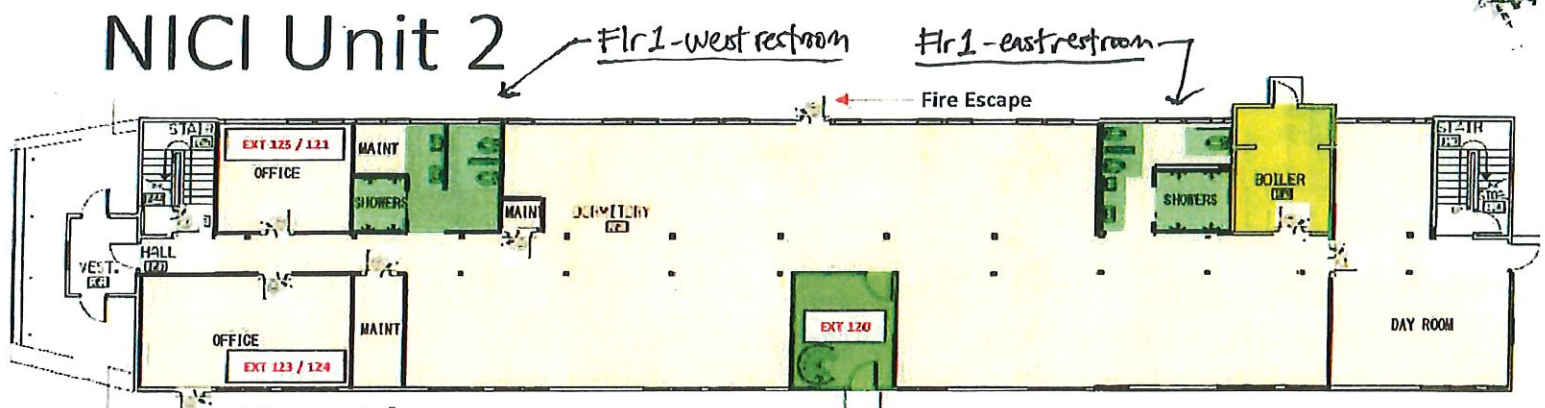 NICI Unit 2
Flr1-west restroom
Flr1-east restroom
Fire Escape
STAIR
EXT 125 / 121
OFFICE
MAINT
SHOWERS
MAINT
DORMITORY
SHOWERS
BOILER
STAIR
HALL
VEST.
OFFICE
EXT 123 / 124
MAINT
EXT 120
DAY ROOM